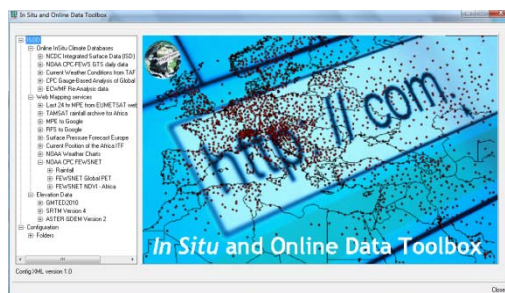 In Situ and Online Data Toolbox
Online InSitu Climate Databases
NCDC Integrated Surface Data (ISD)
NOAA CPC FEWS GTS daily data
Current Weather Conditions from TAF
CPC Gauge-Based Analysis of Global
ECWMF Re-Analysis data
Web Mapping services
Last 24 hr MPE from EUMETSAT wet
TAMSAT rainfall archive for Africa
MPE to Google
RFS to Google
Surface Pressure Forecast Europe
Current Position of the Africa ITF
NOAA Weather Charts
NOAA CPC FEWSNET
Rainfall
FEWSNET Global PET
FEWSNET NDVI - Africa
Elevation Data
GMTED2010
SRTM Version 4
ASTER GDEM Version 2
Configuration
Folders
http://com
In Situ and Online Data Toolbox
Config XML version 1.0
Close